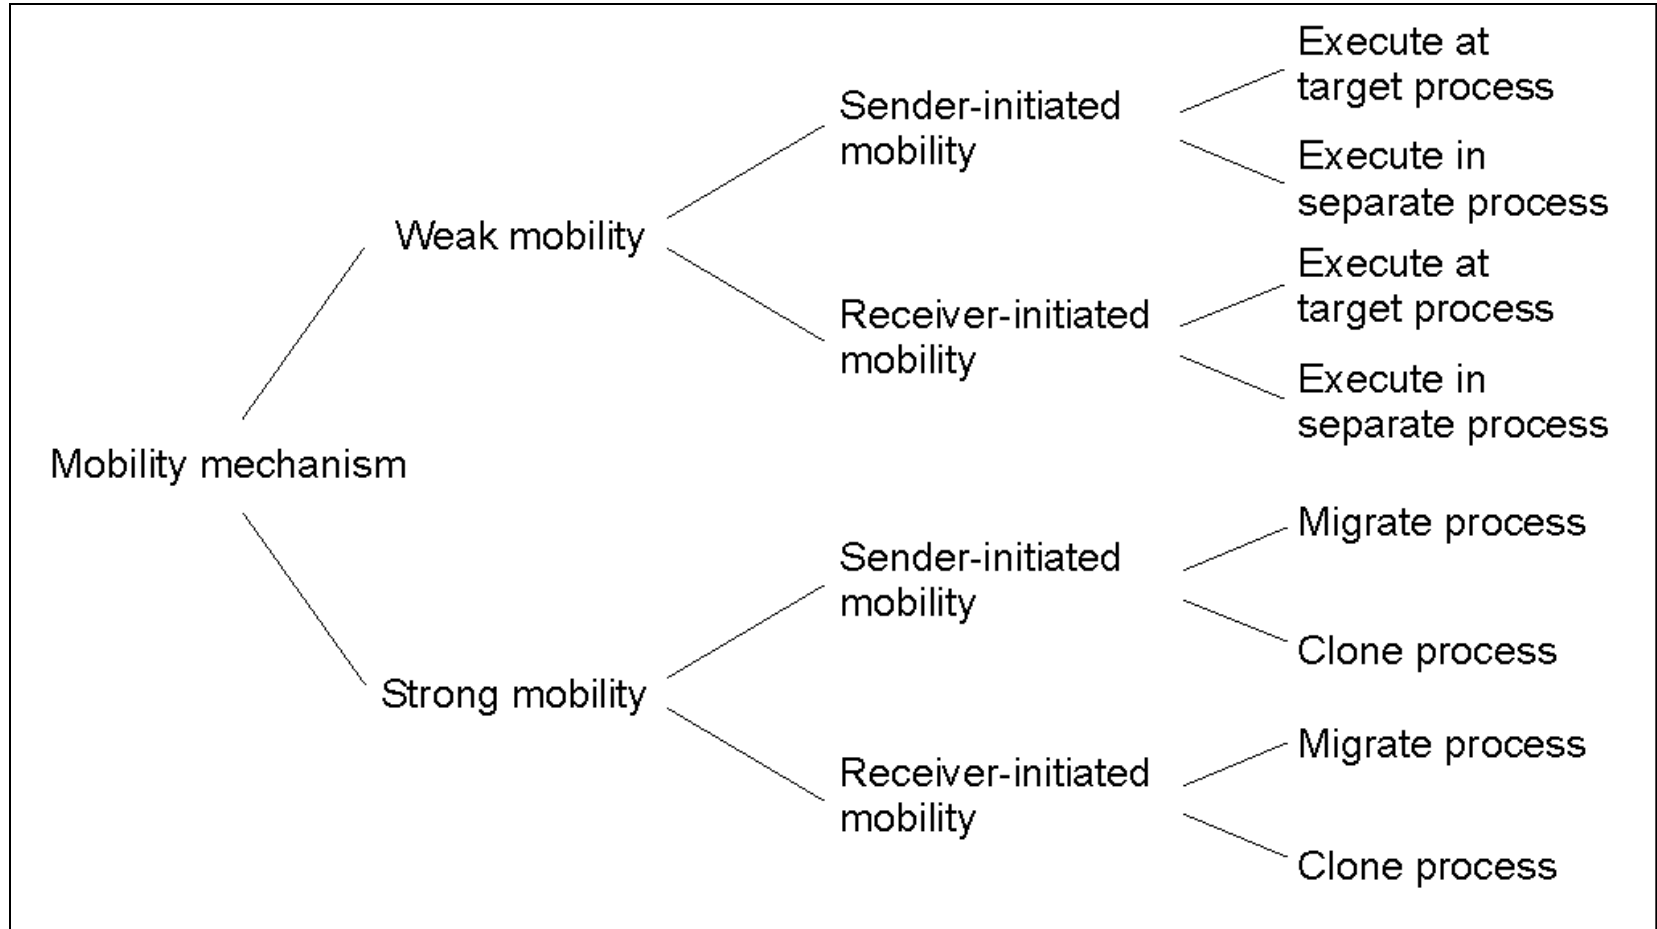 Execute at
target process
Sender-initiated
mobility
Execute in
separate process
Weak mobility
Execute at
target process
Receiver-initiated
mobility
Execute in
separate process
Mobility mechanism
Migrate process
Sender-initiated
mobility
Clone process
Strong mobility
Migrate process
Receiver-initiated
mobility
Clone process